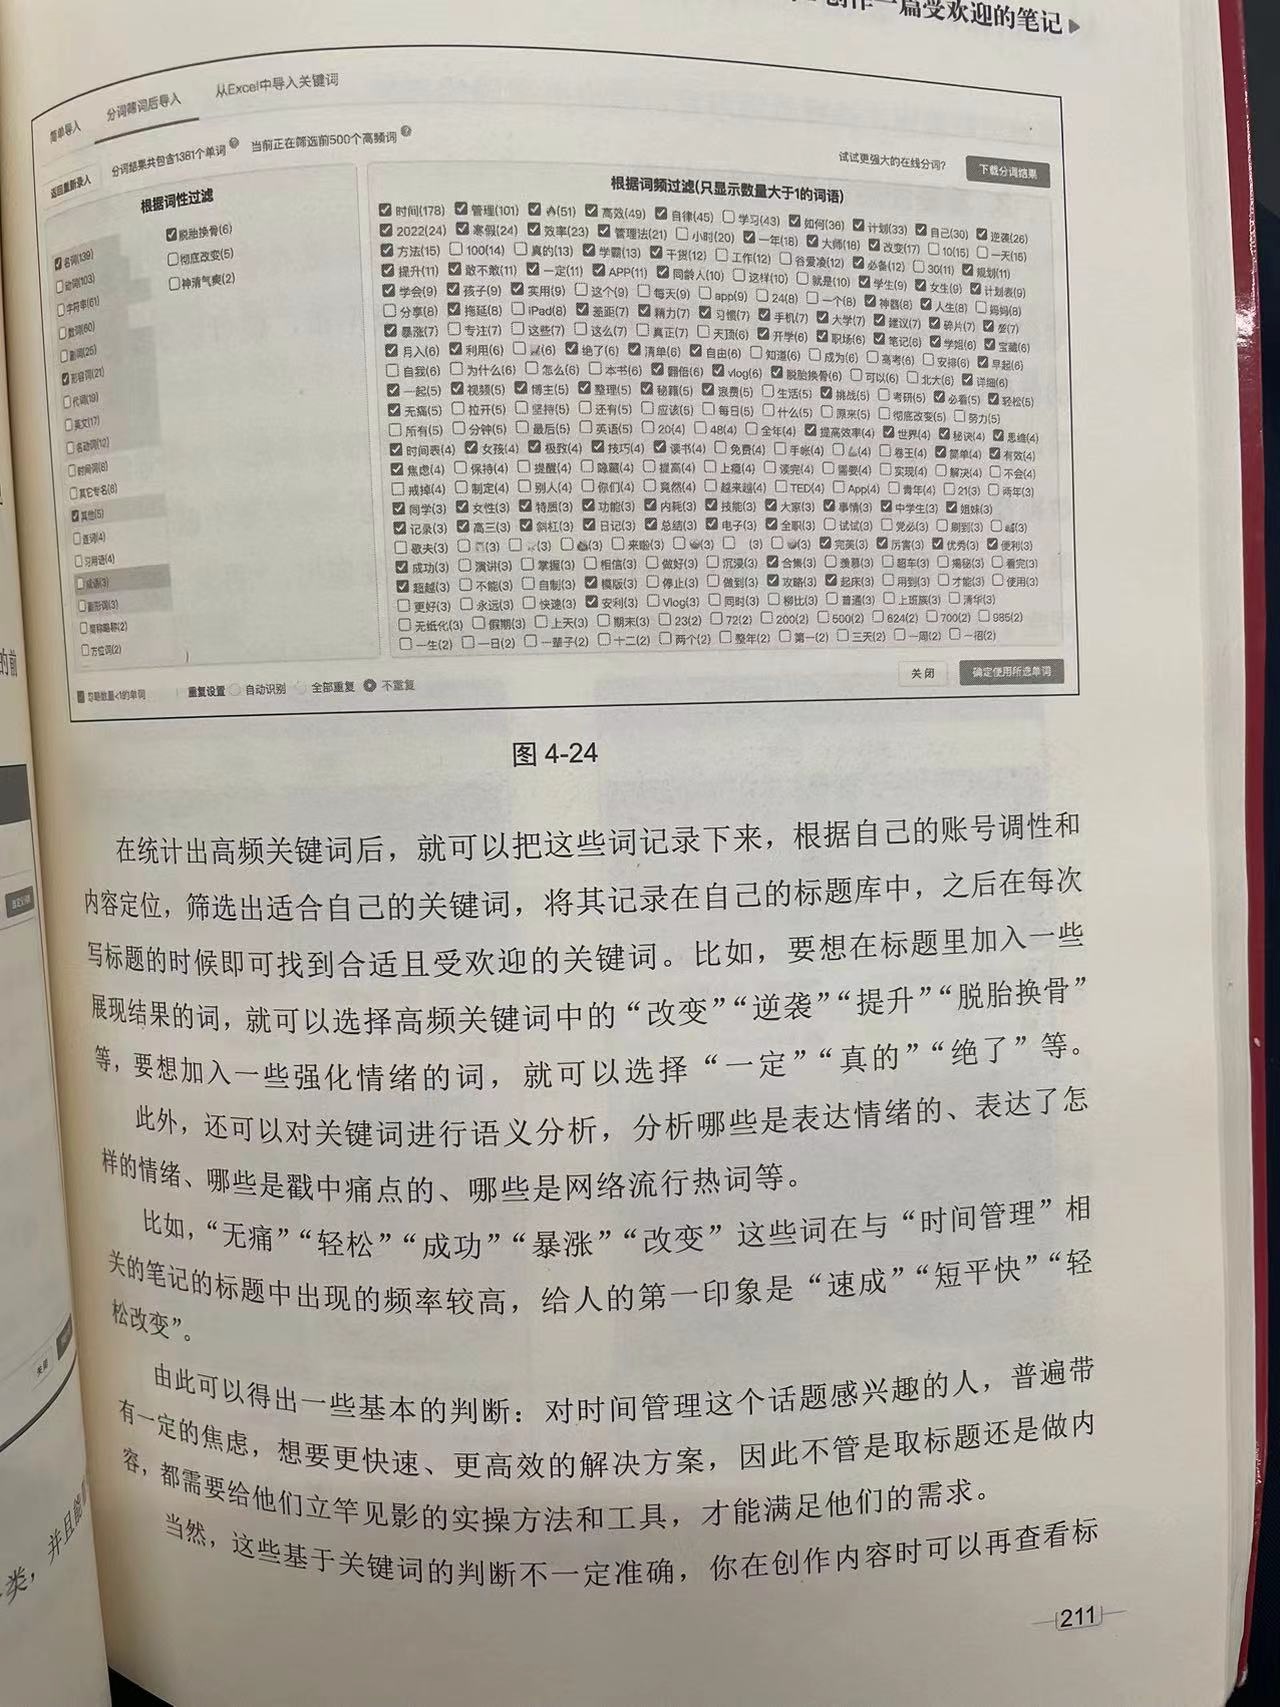 创作一篇受欢迎的笔记
简单导入 分词筛词后导入 从Excel中导入关键词
返回重新录入 分词结果共包含1381个单词 当前正在筛选前500个高频词 试试更强大的在线分词? 下载分词结果
根据词性过滤
名词(139)
动词(103)
字符串(61)
数词(60)
副词(25)
形容词(21)
代词(19)
英文(17)
名动词(12)
时间词(8)
其它专名(8)
其他(5)
连词(4)
习用语(4)
成语(3)
副形词(3)
简称略称(2)
方位词(2)
脱胎换骨(6)
彻底改变(5)
神清气爽(2)
根据词频过滤(只显示数量大于1的词语)
时间(178) 管理(101) 🔥(51) 高效(49) 自律(45) 学习(43) 如何(36) 计划(33) 自己(30) 逆袭(26)
2022(24) 寒假(24) 效率(23) 管理法(21) 小时(20) 一年(18) 大师(18) 改变(17) 10(15) 一天(15)
方法(15) 100(14) 真的(13) 学霸(13) 干货(12) 工作(12) 谷爱凌(12) 必备(12) 30(11) 规划(11)
提升(11) 敢不敢(11) 一定(11) APP(11) 同龄人(10) 这样(10) 就是(10) 学生(9) 女生(9) 计划表(9)
学会(9) 孩子(9) 实用(9) 这个(9) 每天(9) app(9) 24(8) 一个(8) 神器(8) 人生(8) 妈妈(8)
分享(8) 拖延(8) iPad(8) 差距(7) 精力(7) 习惯(7) 手机(7) 大学(7) 建议(7) 碎片(7) 型(7)
暴涨(7) 专注(7) 这些(7) 这么(7) 真正(7) 天顶(6) 开学(6) 职场(6) 笔记(6) 学姐(6) 宝藏(6)
月入(6) 利用(6) (6) 绝了(6) 清单(6) 自由(6) 知道(6) 成为(6) 高考(6) 安排(6) 早起(6)
自我(6) 为什么(6) 怎么(6) 本书(6) 翻倍(6) vlog(6) 脱胎换骨(6) 可以(6) 北大(6) 详细(6)
一起(5) 视频(5) 博主(5) 整理(5) 秘籍(5) 浪费(5) 生活(5) 挑战(5) 考研(5) 必看(5) 轻松(5)
无痛(5) 拉开(5) 坚持(5) 还有(5) 应该(5) 每日(5) 什么(5) 原来(5) 彻底改变(5) 努力(5)
所有(5) 分钟(5) 最后(5) 英语(5) 20(4) 48(4) 全年(4) 提高效率(4) 世界(4) 秘诀(4) 思维(4)
时间表(4) 女孩(4) 极致(4) 技巧(4) 读书(4) 免费(4) 手帐(4) (4) 卷王(4) 简单(4) 有效(4)
焦虑(4) 保持(4) 提醒(4) 隐藏(4) 提高(4) 上瘾(4) 读完(4) 需要(4) 实现(4) 解决(4) 不会(4)
戒掉(4) 制定(4) 别人(4) 你们(4) 竟然(4) 越来越(4) TED(4) App(4) 青年(4) 21(3) 两年(3)
同学(3) 女性(3) 特质(3) 功能(3) 内耗(3) 技能(3) 大家(3) 事情(3) 中学生(3) 姐妹(3)
记录(3) 高三(3) 斜杠(3) 日记(3) 总结(3) 电子(3) 全职(3) 试试(3) 党必(3) 刷到(3) (3)
歇夫(3) (3) (3) (3) 来啦(3) (3) (3) (3) 完美(3) 厉害(3) 优秀(3) 便利(3)
成功(3) 演讲(3) 掌握(3) 相信(3) 做好(3) 沉浸(3) 合集(3) 羡慕(3) 超车(3) 揭秘(3) 看完(3)
超越(3) 不能(3) 自制(3) 模版(3) 停止(3) 做到(3) 攻略(3) 起床(3) 用到(3) 才能(3) 使用(3)
更好(3) 永远(3) 快速(3) 安利(3) Vlog(3) 同时(3) 柳比(3) 普通(3) 上班族(3) 清华(3)
无纸化(3) 假期(3) 上天(3) 期末(3) 23(2) 72(2) 200(2) 500(2) 624(2) 700(2) 985(2)
一生(2) 一日(2) 一辈子(2) 十二(2) 两个(2) 整年(2) 第一(2) 三天(2) 一周(2) 一招(2)
忽略数量<1的单词 重复设置 自动识别 全部重复 不重复 关闭 确定使用所选单词
图 4-24
在统计出高频关键词后，就可以把这些词记录下来，根据自己的账号调性和
内容定位，筛选出适合自己的关键词，将其记录在自己的标题库中，之后在每次
写标题的时候即可找到合适且受欢迎的关键词。比如，要想在标题里加入一些
展现结果的词，就可以选择高频关键词中的“改变”“逆袭”“提升”“脱胎换骨”
等，要想加入一些强化情绪的词，就可以选择“一定”“真的”“绝了”等。
此外，还可以对关键词进行语义分析，分析哪些是表达情绪的、表达了怎
样的情绪、哪些是戳中痛点的、哪些是网络流行热词等。
比如，“无痛”“轻松”“成功”“暴涨”“改变”这些词在与“时间管理”相
关的笔记的标题中出现的频率较高，给人的第一印象是“速成”“短平快”“轻
松改变”。
由此可以得出一些基本的判断：对时间管理这个话题感兴趣的人，普遍带
有一定的焦虑，想要更快速、更高效的解决方案，因此不管是取标题还是做内
容，都需要给他们立竿见影的实操方法和工具，才能满足他们的需求。
当然，这些基于关键词的判断不一定准确，你在创作内容时可以再查看标
211
的前
关闭
并且能
类，